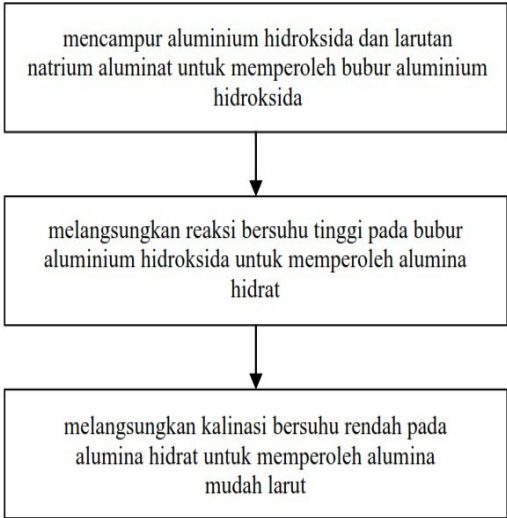 mencampur aluminium hidroksida dan larutan
natrium aluminat untuk memperoleh bubur aluminium
hidroksida
melangsungkan reaksi bersuhu tinggi pada bubur
aluminium hidroksida untuk memperoleh alumina
hidrat
melangsungkan kalinasi bersuhu rendah pada
alumina hidrat untuk memperoleh alumina
mudah larut